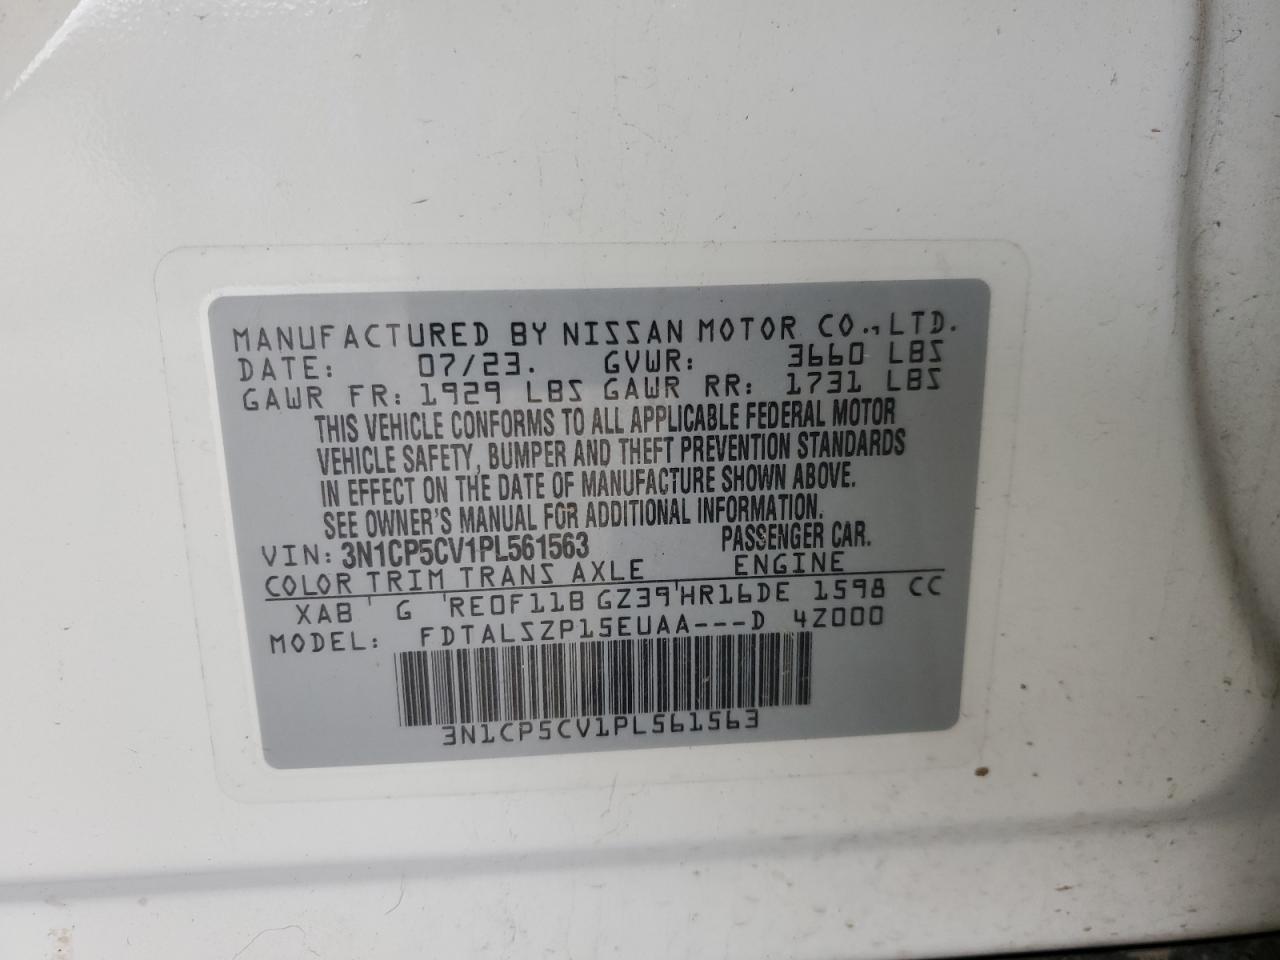 MANUFACTURED BY NISSAN MOTOR CO.,LTD.
DATE: 07/23. GVWR: 3660 LBS
GAWR FR: 1929 LBS GAWR RR: 1731 LBS
THIS VEHICLE CONFORMS TO ALL APPLICABLE FEDERAL MOTOR
VEHICLE SAFETY, BUMPER AND THEFT PREVENTION STANDARDS
IN EFFECT ON THE DATE OF MANUFACTURE SHOWN ABOVE.
SEE OWNER'S MANUAL FOR ADDITIONAL INFORMATION.
VIN: 3N1CP5CV1PL561563 PASSENGER CAR.
COLOR TRIM TRANS AXLE ENGINE
XAB ' G ' RE0F11B GZ39 ' HR16DE 1598 CC
MODEL: FDTALSZP15EUAA---D 4Z000
3N1CP5CV1PL561563